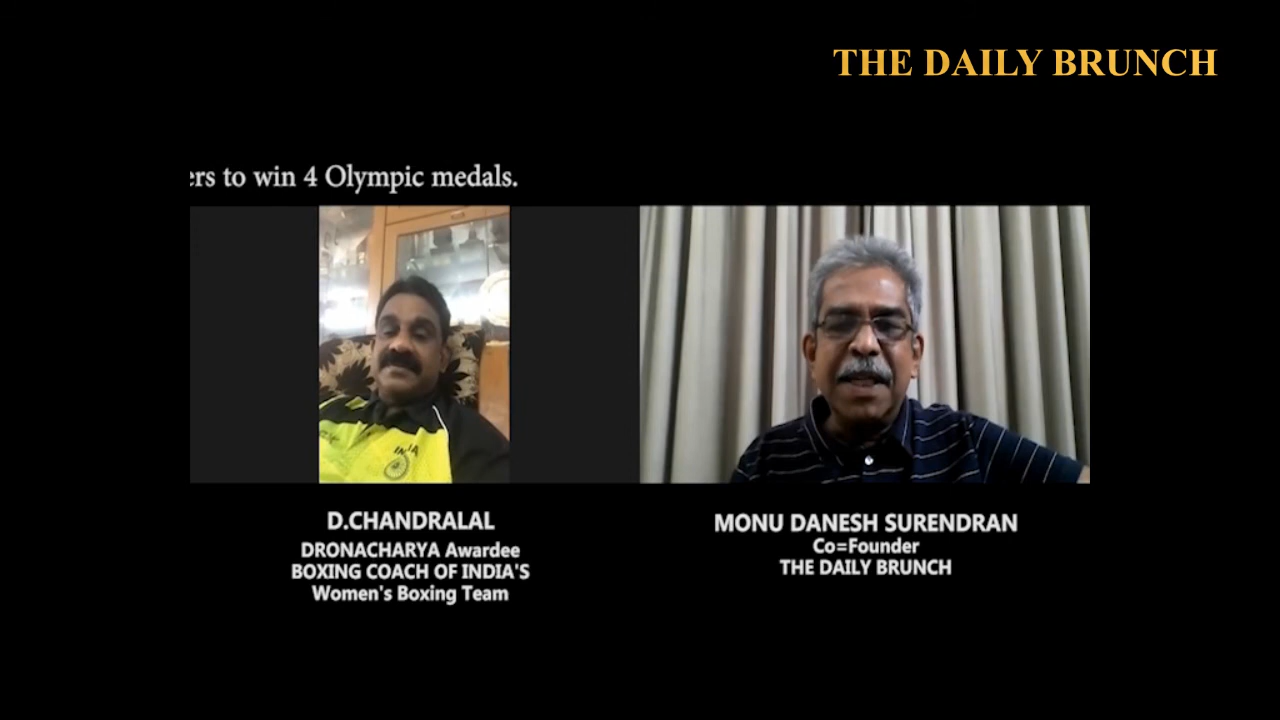 THE DAILY BRUNCH
ers to win 4 Olympic medals.
INDIA
D.CHANDRALAL
DRONACHARYA Awardee
BOXING COACH OF INDIA'S
Women's Boxing Team
MONU DANESH SURENDRAN
Co=Founder
THE DAILY BRUNCH